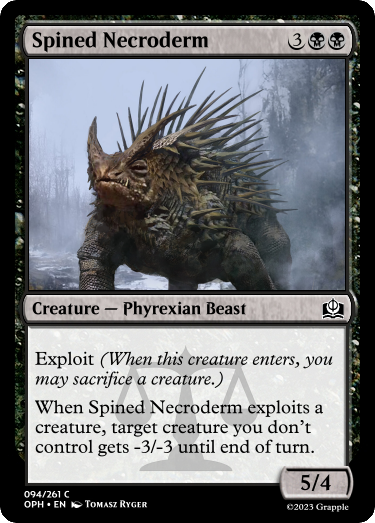 Spined Necroderm 3
Creature — Phyrexian Beast
Exploit (When this creature enters, you
may sacrifice a creature.)
When Spined Necroderm exploits a
creature, target creature you don't
control gets -3/-3 until end of turn.
5/4
094/261 C
OPH • EN Tomasz Ryger
©2023 Grapple